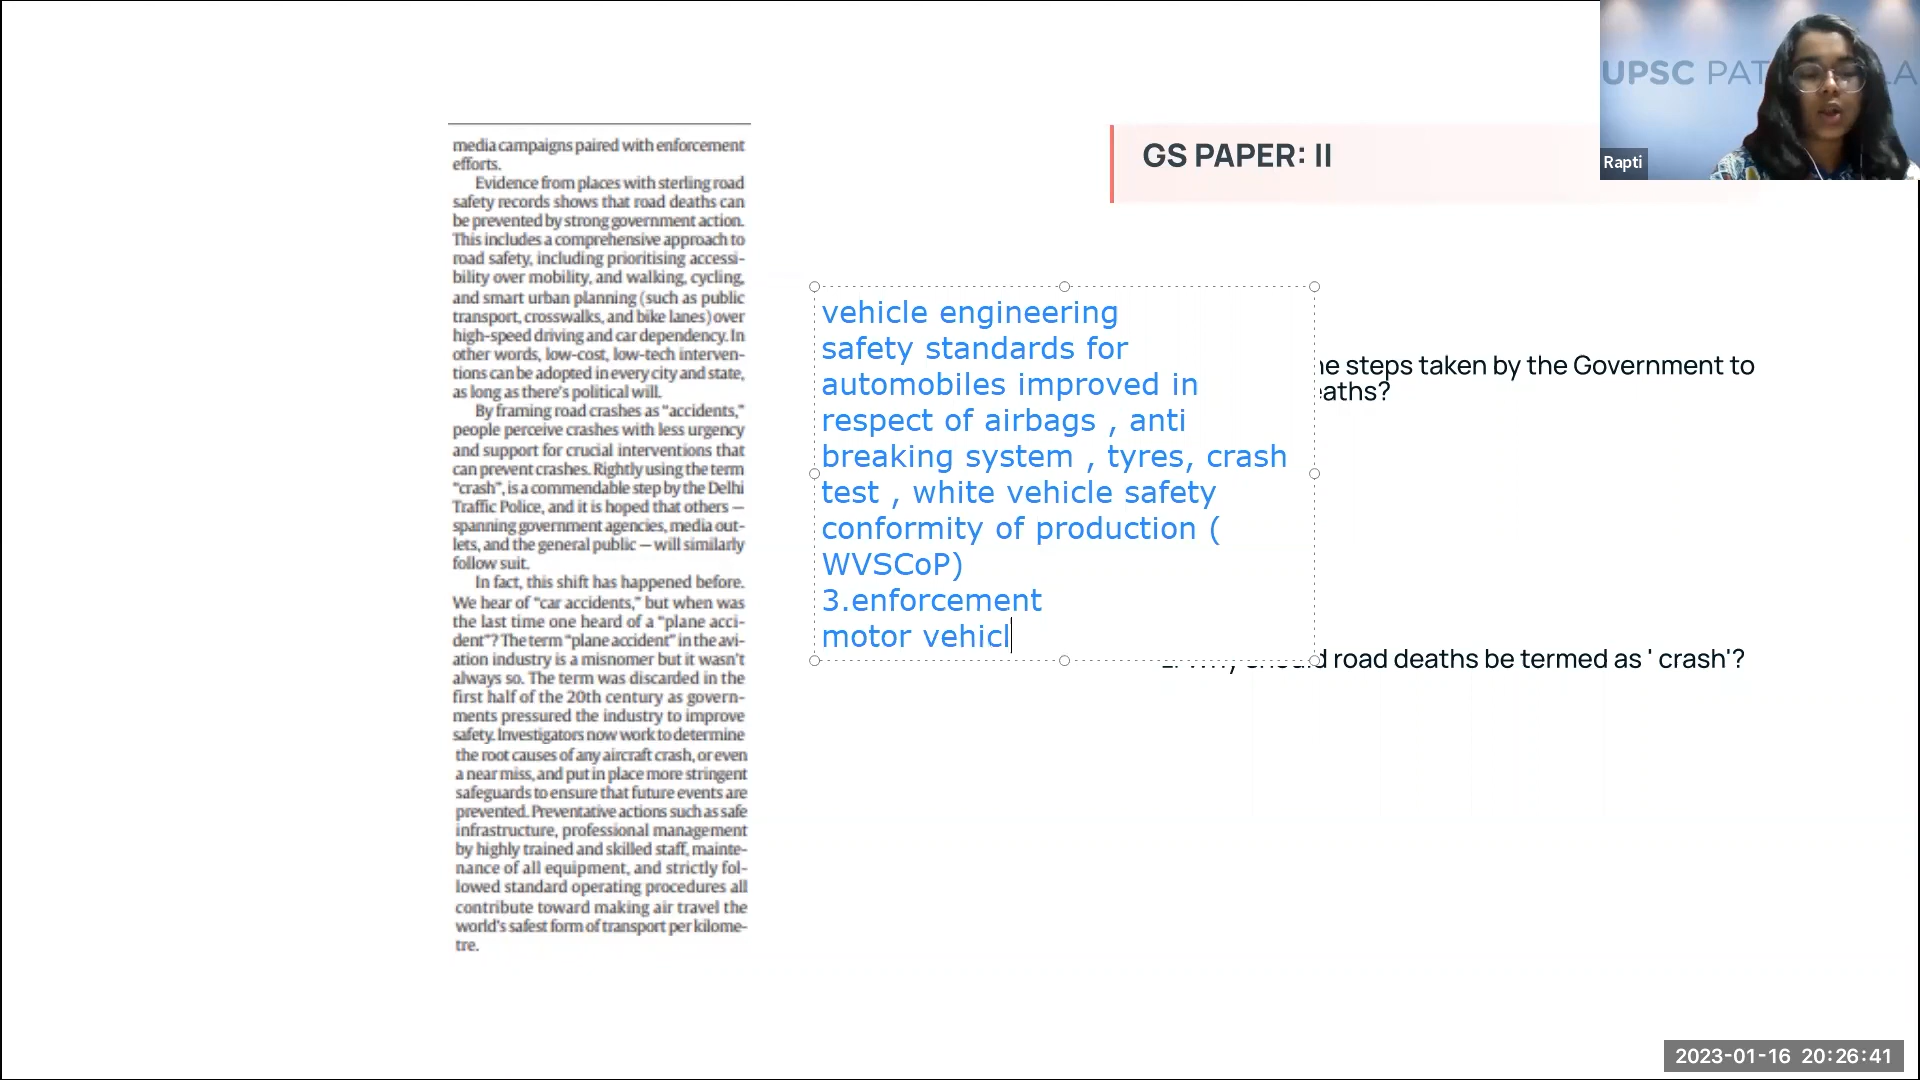 media campaigns paired with enforcement
efforts.
Evidence from places with sterling road
safety records shows that road deaths can
be prevented by strong government action.
This includes a comprehensive approach to
road safety, including prioritising accessi-
bility over mobility, and walking, cycling,
and smart urban planning (such as public
transport, crosswalks, and bike lanes) over
high-speed driving and car dependency. In
other words, low-cost, low-tech interven-
tions can be adopted in every city and state,
as long as there's political will.
By framing road crashes as “accidents,”
people perceive crashes with less urgency
and support for crucial interventions that
can prevent crashes. Rightly using the term
“crash”, is a commendable step by the Delhi
Traffic Police, and it is hoped that others —
spanning government agencies, media out-
lets, and the general public — will similarly
follow suit.
In fact, this shift has happened before.
We hear of “car accidents,” but when was
the last time one heard of a “plane acci-
dent”? The term “plane accident” in the avi-
ation industry is a misnomer but it wasn't
always so. The term was discarded in the
first half of the 20th century as govern-
ments pressured the industry to improve
safety. Investigators now work to determine
the root causes of any aircraft crash, or even
a near miss, and put in place more stringent
safeguards to ensure that future events are
prevented. Preventative actions such as safe
infrastructure, professional management
by highly trained and skilled staff, mainte-
nance of all equipment, and strictly fol-
lowed standard operating procedures all
contribute toward making air travel the
world's safest form of transport per kilome-
tre.
GS PAPER: II
vehicle engineering
safety standards for
automobiles improved in
respect of airbags , anti
breaking system , tyres, crash
test , white vehicle safety
conformity of production (
WVSCoP)
3.enforcement
motor vehicl
steps taken by the Government to
road deaths be termed as ' crash'?
UPSC
Rapti
2023-01-16 20:26:41